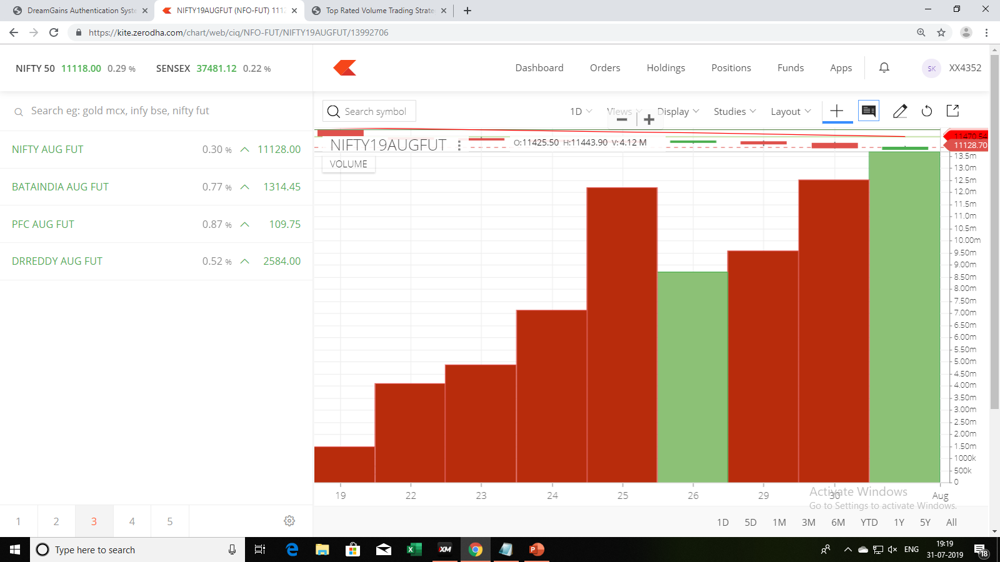 DreamGains Authentication Syste
NIFTY19AUGFUT (NFO-FUT) 1112
Top Rated Volume Trading Strate
https://kite.zerodha.com/chart/web/ciq/NFO-FUT/NIFTY19AUGFUT/13992706
NIFTY 50 11118.00 0.29 %
SENSEX 37481.12 0.22 %
Dashboard Orders Holdings Positions Funds Apps
SK XX4352
Search eg: gold mcx, infy bse, nifty fut
Search symbol
1D Views Display Studies Layout
NIFTY AUG FUT 0.30 % 11128.00
BATAINDIA AUG FUT 0.77 % 1314.45
PFC AUG FUT 0.87 % 109.75
DRREDDY AUG FUT 0.52 % 2584.00
NIFTY19AUGFUT
O:11425.50 H:11443.90 V:4.12 M
VOLUME
11470.54
11128.70
13.5m
13.0m
12.5m
12.0m
11.5m
11.0m
10.5m
10.00m
9.50m
9.00m
8.50m
8.00m
7.50m
7.00m
6.50m
6.00m
5.50m
5.00m
4.50m
4.00m
3.50m
3.00m
2.50m
2.00m
1.50m
1000k
500k
0
19 22 23 24 25 26 29 30 Aug
Activate Windows
Go to Settings to activate Windows.
1D 5D 1M 3M 6M YTD 1Y 5Y All
1 2 3 4 5
Type here to search
XM
ENG
19:19
31-07-2019
18